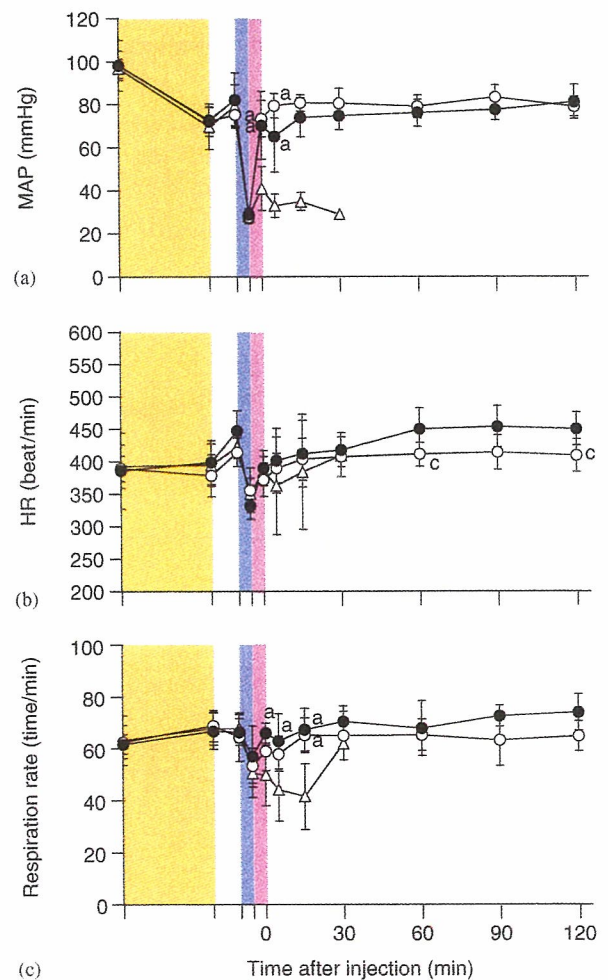 120
100
80
60
40
20
0
MAP (mmHg)
a
a
a
a
(a)
600
550
500
450
400
350
300
250
200
HR (beat/min)
c
c
(b)
100
80
60
40
20
0
Respiration rate (time/min)
a
a
a
a
(c)
0 30 60 90 120
Time after injection (min)